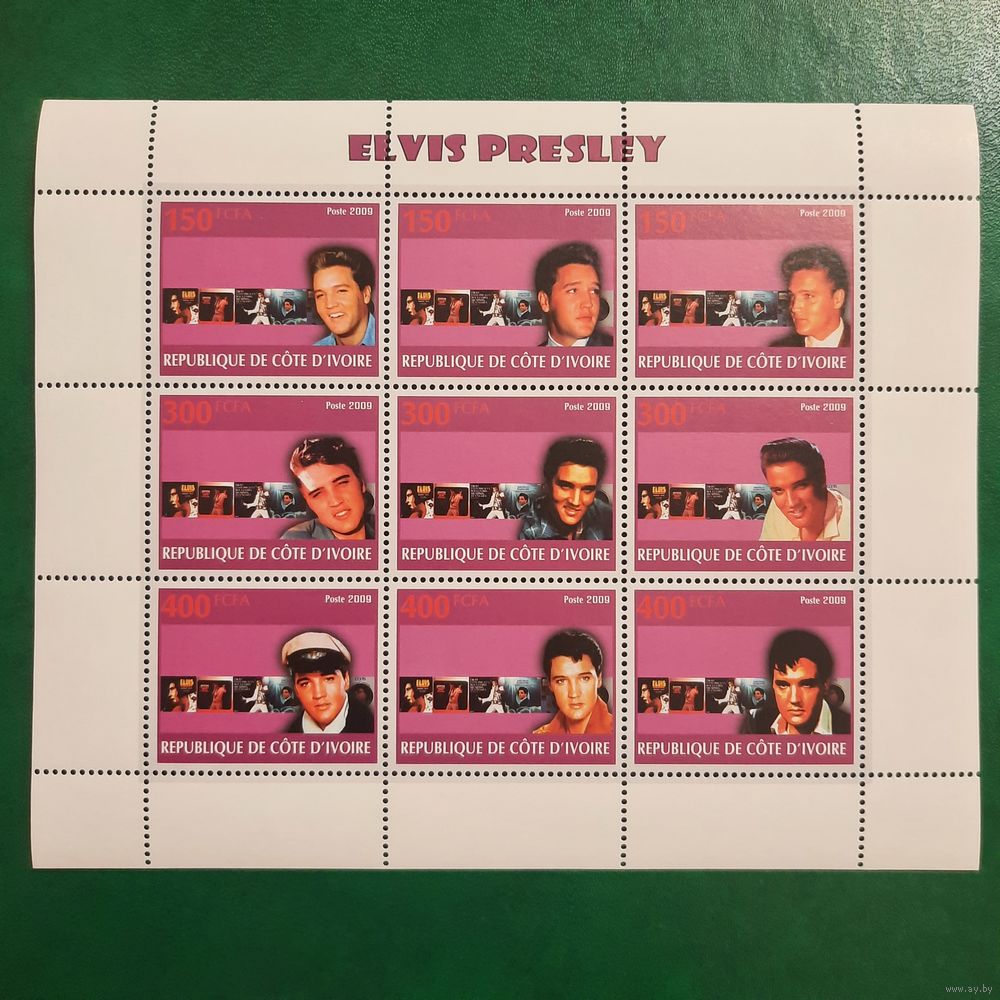 ELVIS PRESLEY
150 FCFA Poste 2009
REPUBLIQUE DE CÔTE D'IVOIRE
150 FCFA Poste 2009
REPUBLIQUE DE CÔTE D'IVOIRE
150 FCFA Poste 2009
REPUBLIQUE DE CÔTE D'IVOIRE
300 FCFA Poste 2009
REPUBLIQUE DE CÔTE D'IVOIRE
300 FCFA Poste 2009
REPUBLIQUE DE CÔTE D'IVOIRE
300 FCFA Poste 2009
REPUBLIQUE DE CÔTE D'IVOIRE
400 FCFA Poste 2009
REPUBLIQUE DE CÔTE D'IVOIRE
400 FCFA Poste 2009
REPUBLIQUE DE CÔTE D'IVOIRE
400 FCFA Poste 2009
REPUBLIQUE DE CÔTE D'IVOIRE
www.ay.by